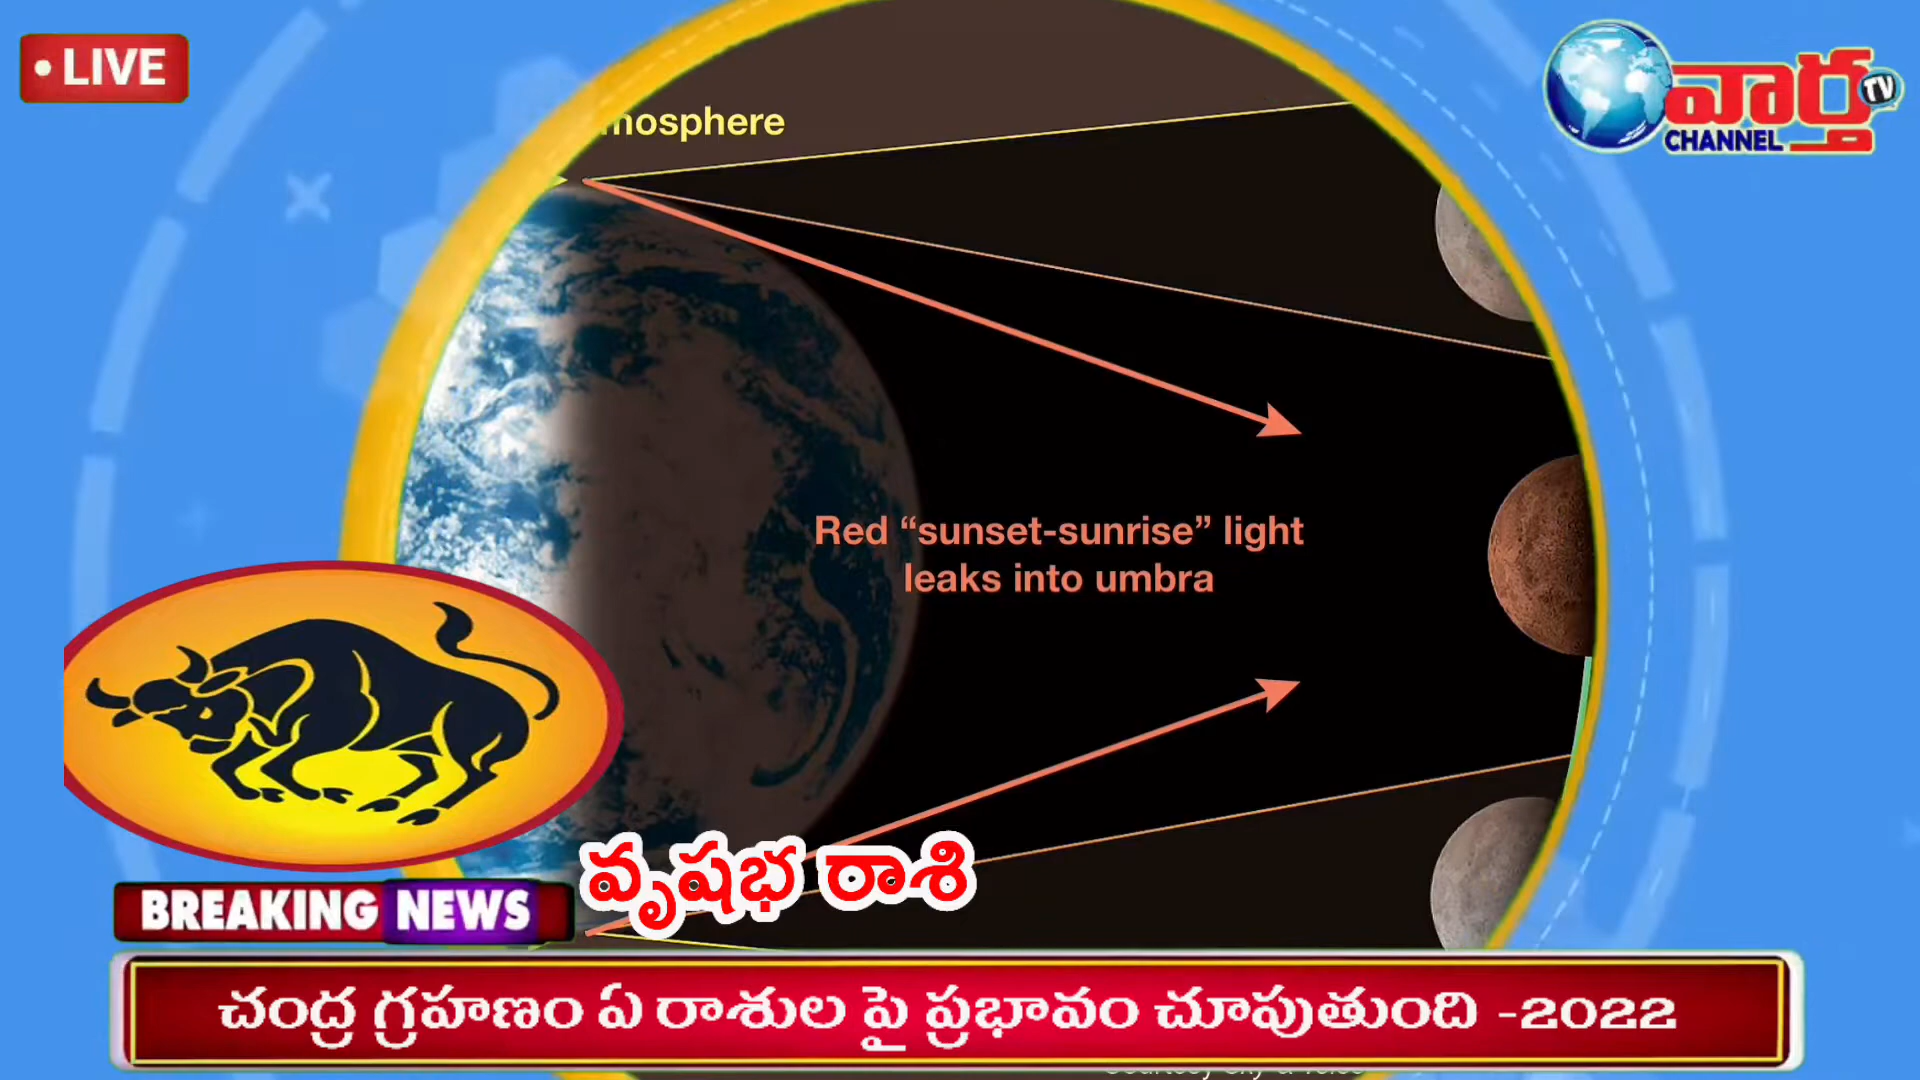 • LIVE
వార్త TV
CHANNEL
mosphere
Red “sunset-sunrise” light
leaks into umbra
వృషభ రాశి
BREAKING NEWS
చంద్ర గ్రహణం ఏ రాశుల పై ప్రభావం చూపుతుంది -2022